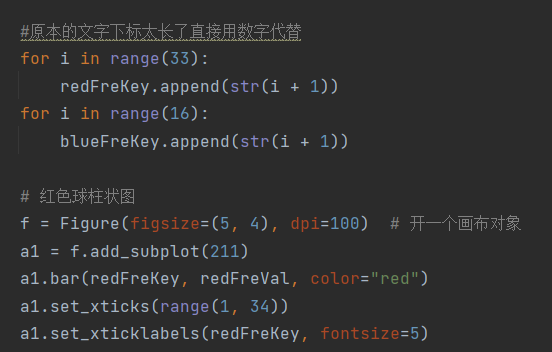 #原本的文字下标太长了直接用数字代替
for i in range(33):
    redFreKey.append(str(i + 1))
for i in range(16):
    blueFreKey.append(str(i + 1))
# 红色球柱状图
f = Figure(figsize=(5, 4), dpi=100)  # 开一个画布对象
a1 = f.add_subplot(211)
a1.bar(redFreKey, redFreVal, color="red")
a1.set_xticks(range(1, 34))
a1.set_xticklabels(redFreKey, fontsize=5)